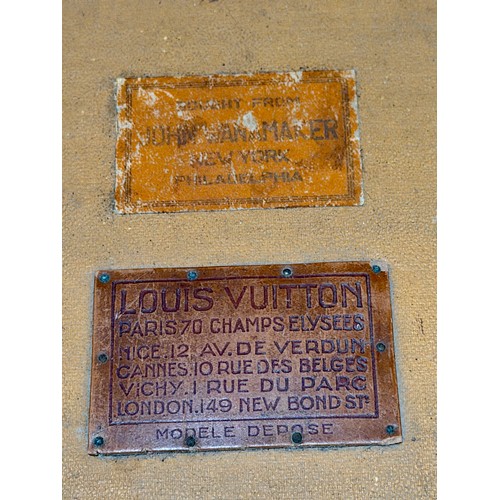 BOUGHT FROM
JOHN WANAMAKER
NEW YORK
PHILADELPHIA
LOUIS VUITTON
PARIS 70 CHAMPS ELYSEES
NICE.12 AV. DE VERDUN
CANNES.10 RUE DES BELGES
VICHY.1 RUE DU PARC
LONDON.149 NEW BOND ST.
MODELE DEPOSE